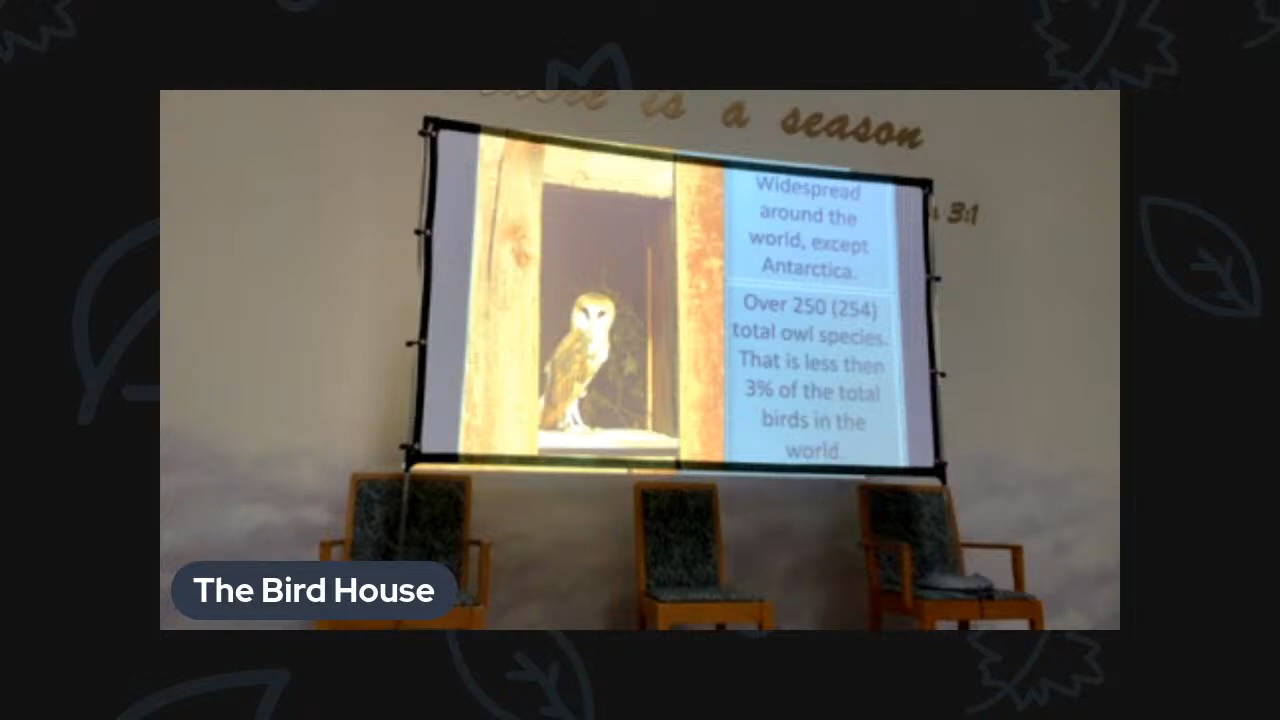 there is a season
3:1
Widespread
around the
world, except
Antarctica.
Over 250 (254)
total owl species.
That is less then
3% of the total
birds in the
world.
The Bird House